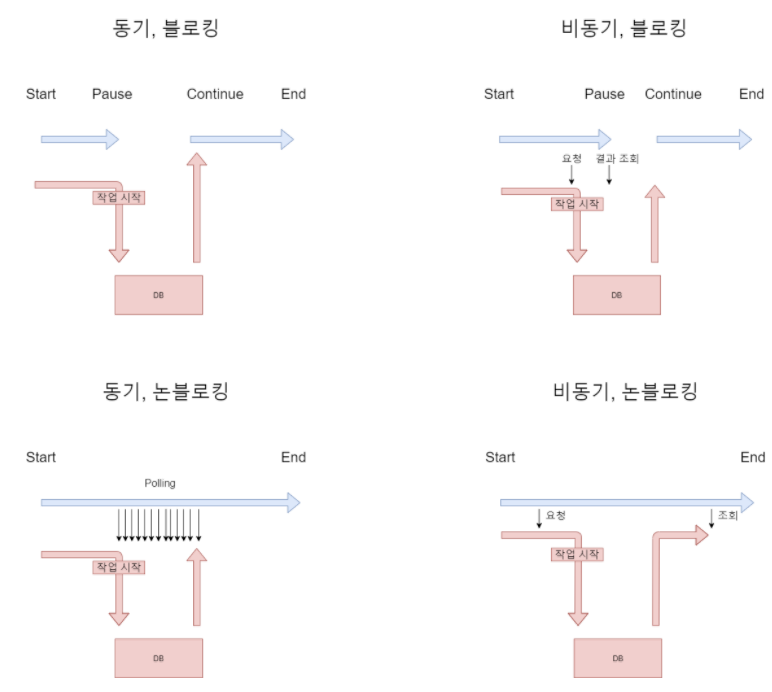 동기, 블로킹
Start Pause Continue End
작업 시작
DB
비동기, 블로킹
Start Pause Continue End
요청 결과 조회
작업 시작
DB
동기, 논블로킹
Start End
Polling
작업 시작
DB
비동기, 논블로킹
Start End
요청 조회
작업 시작
DB